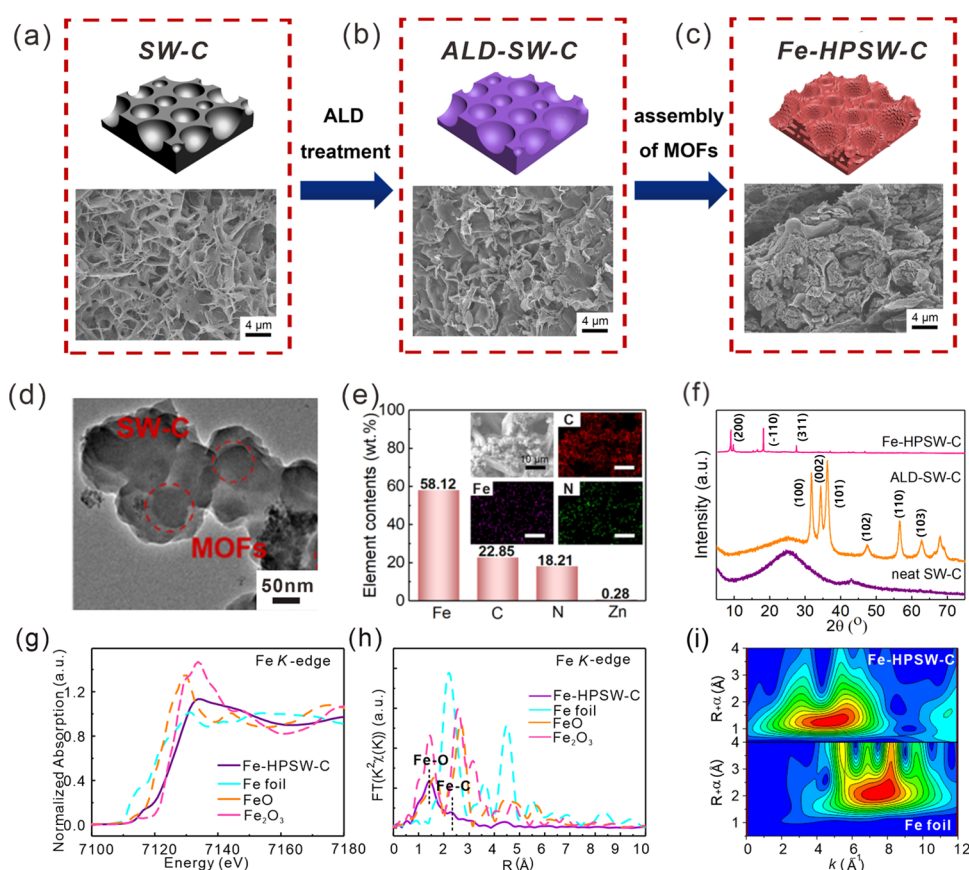 (a)
SW-C
(b)
ALD-SW-C
(c)
Fe-HPSW-C
ALD
treatment
assembly
of MOFs
4 µm
4 µm
4 µm
(d)
SW-C
MOFs
50nm
(e)
Element contents (wt.%)
100
80
60
40
20
0
58.12
22.85
18.21
0.28
Fe
C
N
Zn
10 µm
C
Fe
N
(f)
Intensity (a.u.)
(200)
(-110)
(311)
Fe-HPSW-C
(002)
ALD-SW-C
(100)
(101)
(110)
(102)
(103)
neat SW-C
10 20 30 40 50 60 70
2θ (O)
(g)
Fe K-edge
Normalized Absorption (a.u.)
1.2
0.8
0.4
0.0
Fe-HPSW-C
Fe foil
FeO
Fe₂O₃
7100 7120 7140 7160 7180
Energy (eV)
(h)
Fe K-edge
FT(K²χ(K)) (a.u.)
Fe-HPSW-C
Fe foil
FeO
Fe₂O₃
Fe-O
Fe-C
0 1 2 3 4 5 6 7 8 9 10
R (Å)
(i)
Fe-HPSW-C
R+α (Å)
4
3
2
1
R+α (Å)
4
3
2
1
Fe foil
0 2 4 6 8 10 12
k (Å⁻¹)